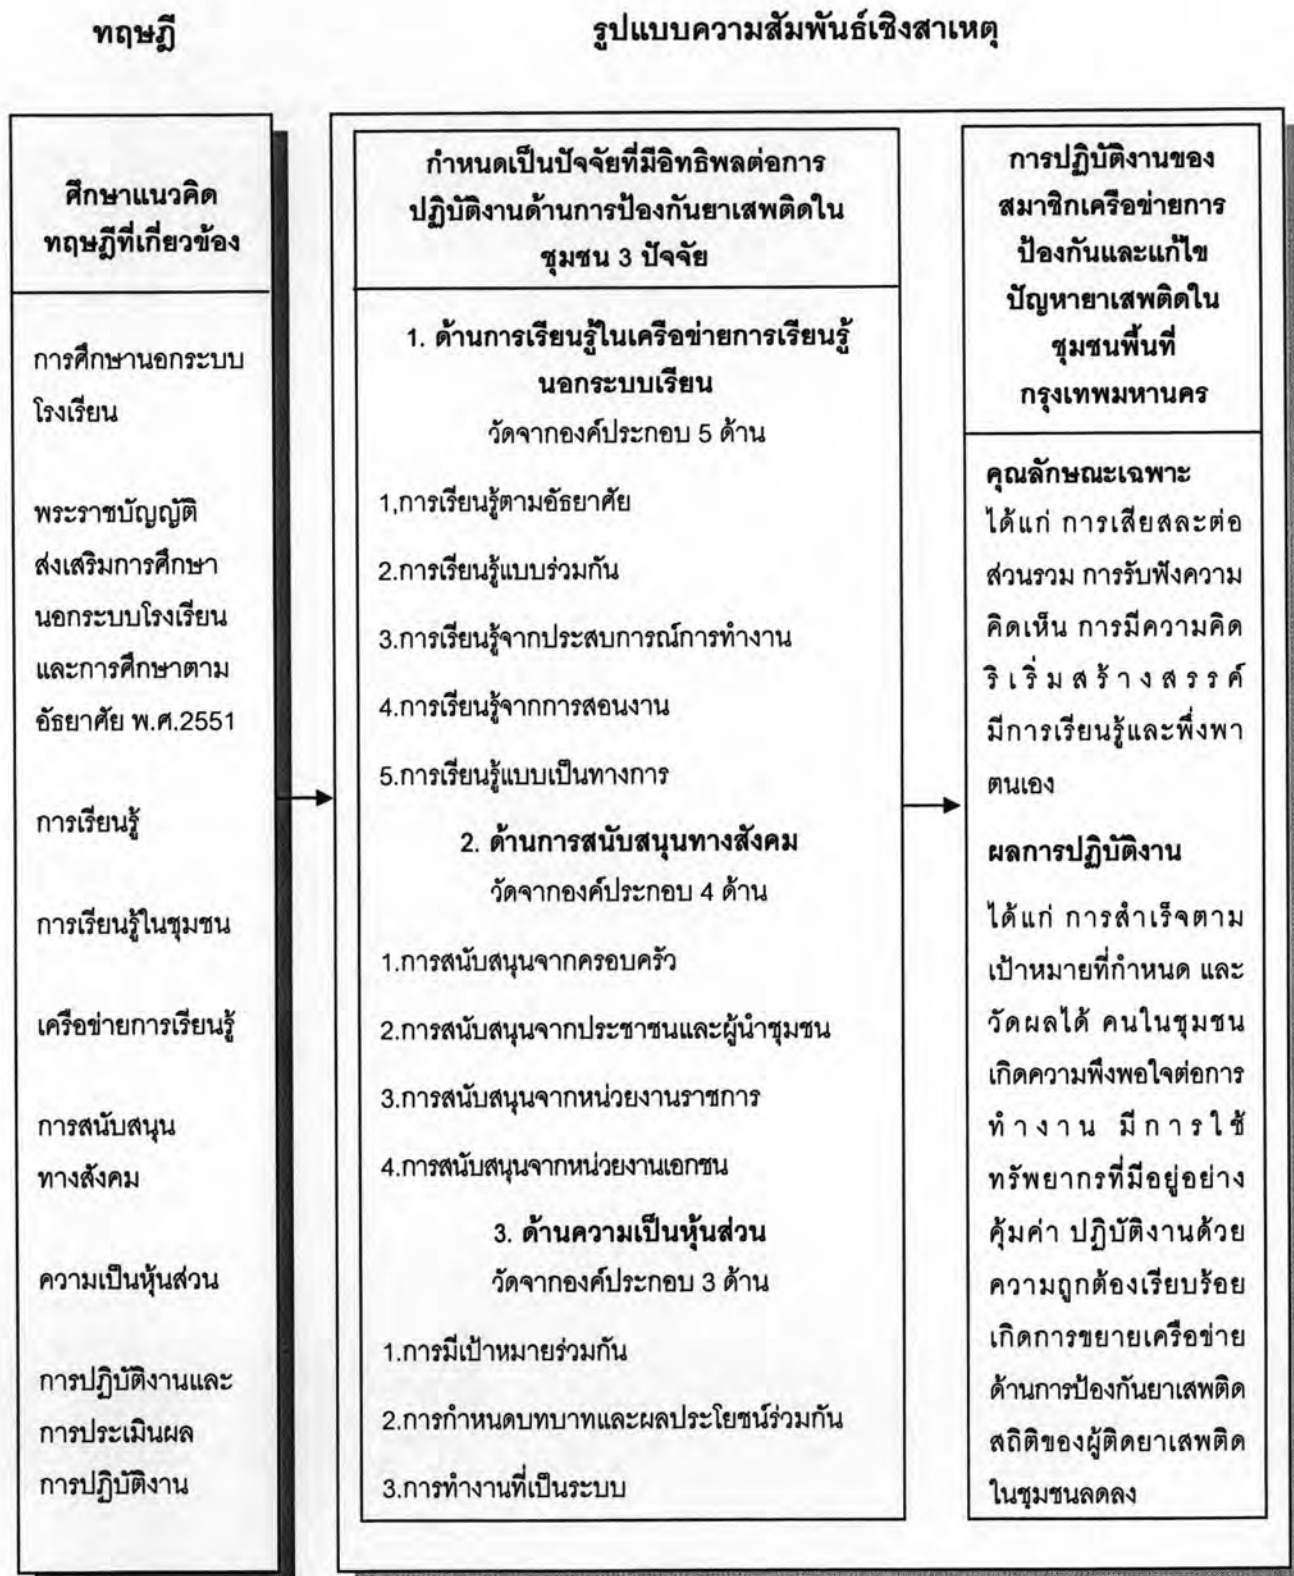 ทฤษฎี
รูปแบบความสัมพันธ์เชิงสาเหตุ
ศึกษาแนวคิด
ทฤษฎีที่เกี่ยวข้อง
การศึกษานอกระบบ
โรงเรียน
พระราชบัญญัติ
ส่งเสริมการศึกษา
นอกระบบโรงเรียน
และการศึกษาตาม
อัธยาศัย พ.ศ.2551
การเรียนรู้
การเรียนรู้ในชุมชน
เครือข่ายการเรียนรู้
การสนับสนุน
ทางสังคม
ความเป็นหุ้นส่วน
การปฏิบัติงานและ
การประเมินผล
การปฏิบัติงาน
กำหนดเป็นปัจจัยที่มีอิทธิพลต่อการ
ปฏิบัติงานด้านการป้องกันยาเสพติดใน
ชุมชน 3 ปัจจัย
1. ด้านการเรียนรู้ในเครือข่ายการเรียนรู้
นอกระบบเรียน
วัดจากองค์ประกอบ 5 ด้าน
1,การเรียนรู้ตามอัธยาศัย
2.การเรียนรู้แบบร่วมกัน
3.การเรียนรู้จากประสบการณ์การทำงาน
4.การเรียนรู้จากการสอนงาน
5.การเรียนรู้แบบเป็นทางการ
2. ด้านการสนับสนุนทางสังคม
วัดจากองค์ประกอบ 4 ด้าน
1.การสนับสนุนจากครอบครัว
2.การสนับสนุนจากประชาชนและผู้นำชุมชน
3.การสนับสนุนจากหน่วยงานราชการ
4.การสนับสนุนจากหน่วยงานเอกชน
3. ด้านความเป็นหุ้นส่วน
วัดจากองค์ประกอบ 3 ด้าน
1.การมีเป้าหมายร่วมกัน
2.การกำหนดบทบาทและผลประโยชน์ร่วมกัน
3.การทำงานที่เป็นระบบ
การปฏิบัติงานของ
สมาชิกเครือข่ายการ
ป้องกันและแก้ไข
ปัญหายาเสพติดใน
ชุมชนพื้นที่
กรุงเทพมหานคร
คุณลักษณะเฉพาะ
ได้แก่ การเสียสละต่อ
ส่วนรวม การรับฟังความ
คิดเห็น การมีความคิด
ริเริ่มสร้างสรรค์
มีการเรียนรู้และพึ่งพา
ตนเอง
ผลการปฏิบัติงาน
ได้แก่ การสำเร็จตาม
เป้าหมายที่กำหนด และ
วัดผลได้ คนในชุมชน
เกิดความพึงพอใจต่อการ
ทำงาน มีการใช้
ทรัพยากรที่มีอยู่อย่าง
คุ้มค่า ปฏิบัติงานด้วย
ความถูกต้องเรียบร้อย
เกิดการขยายเครือข่าย
ด้านการป้องกันยาเสพติด
สถิติของผู้ติดยาเสพติด
ในชุมชนลดลง